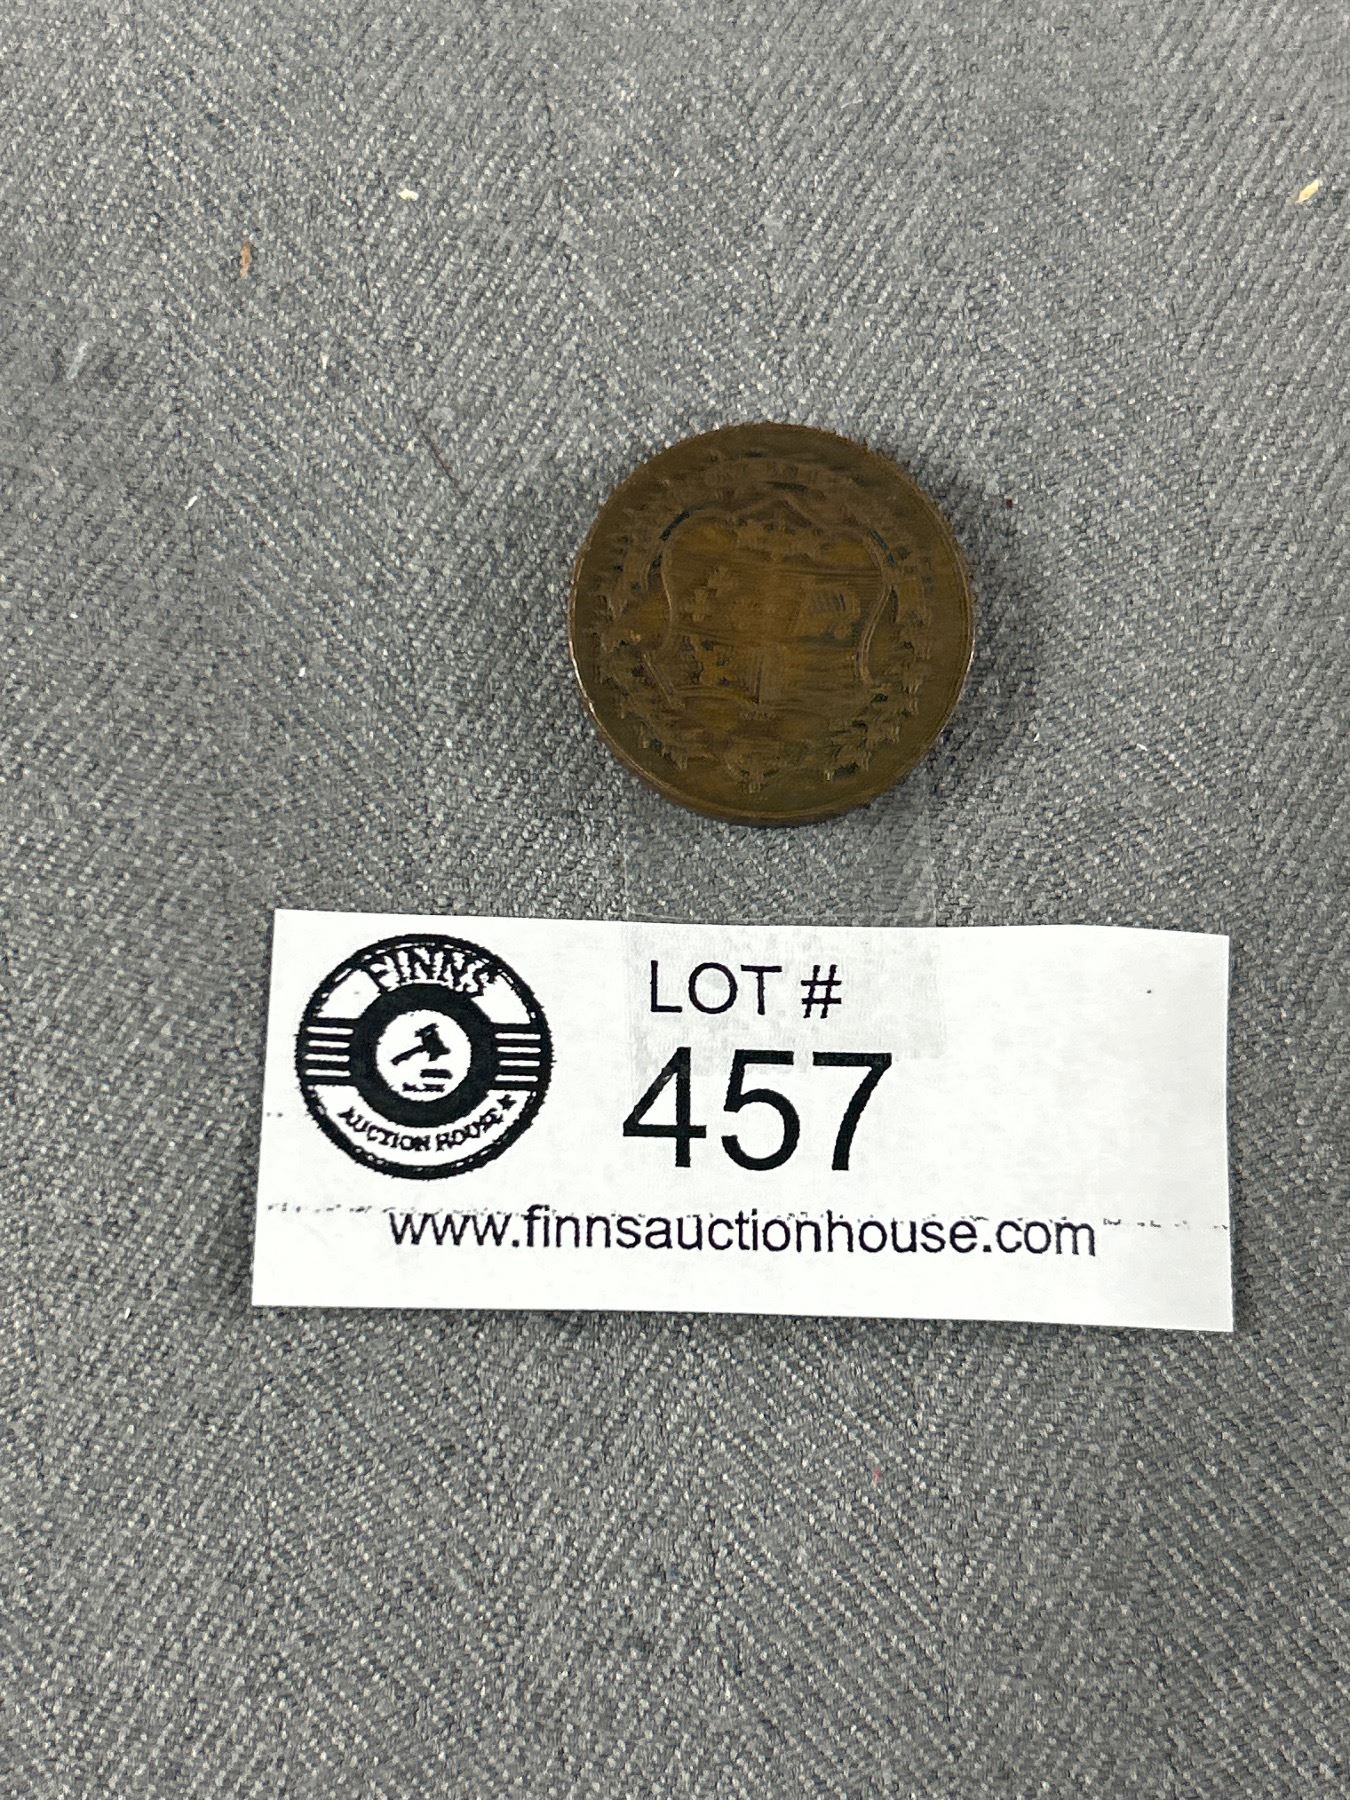 FINNS
AUCTION HOUSE
LOT #
457
www.finnsauctionhouse.com